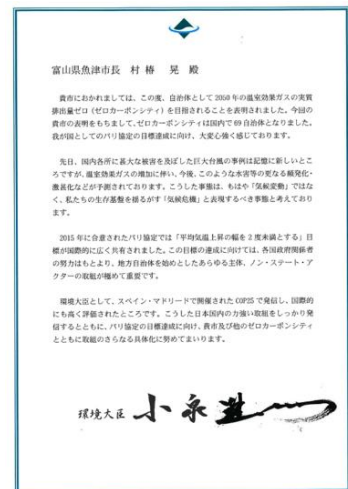 富山県魚津市長 村 椿 晃 殿
貴市におかれましては、この度、自治体として 2050 年の温室効果ガスの実質
排出量ゼロ（ゼロカーボンシティ）を目指されることを表明されました。今回の
貴市の表明をもちまして、ゼロカーボンシティは国内で 69 自治体となりました。
我が国としてのパリ協定の目標達成に向け、大変心強く感じております。
先日、国内各所に甚大な被害を及ぼした巨大台風の事例は記憶に新しいとこ
ろですが、温室効果ガスの増加に伴い、今後、このような水害等の更なる頻発化・
激甚化などが予測されております。こうした事態は、もはや「気候変動」ではな
く、私たちの生存基盤を揺るがす「気候危機」と表現するべき事態と考えており
ます。
2015 年に合意されたパリ協定では「平均気温上昇の幅を 2 度未満とする」目
標が国際的に広く共有されました。この目標の達成に向けては、各国政府関係者
の努力はもとより、地方自治体を始めとしたあらゆる主体、ノン・ステート・ア
クターの取組が極めて重要です。
環境大臣として、スペイン・マドリードで開催された COP25 で発信し、国際的
にも高く評価されたところです。こうした日本国内の力強い取組をしっかり発
信するとともに、パリ協定の目標達成に向け、貴市及び他のゼロカーボンシティ
とともに取組のさらなる具体化に努めてまいります。
環境大臣 小泉進